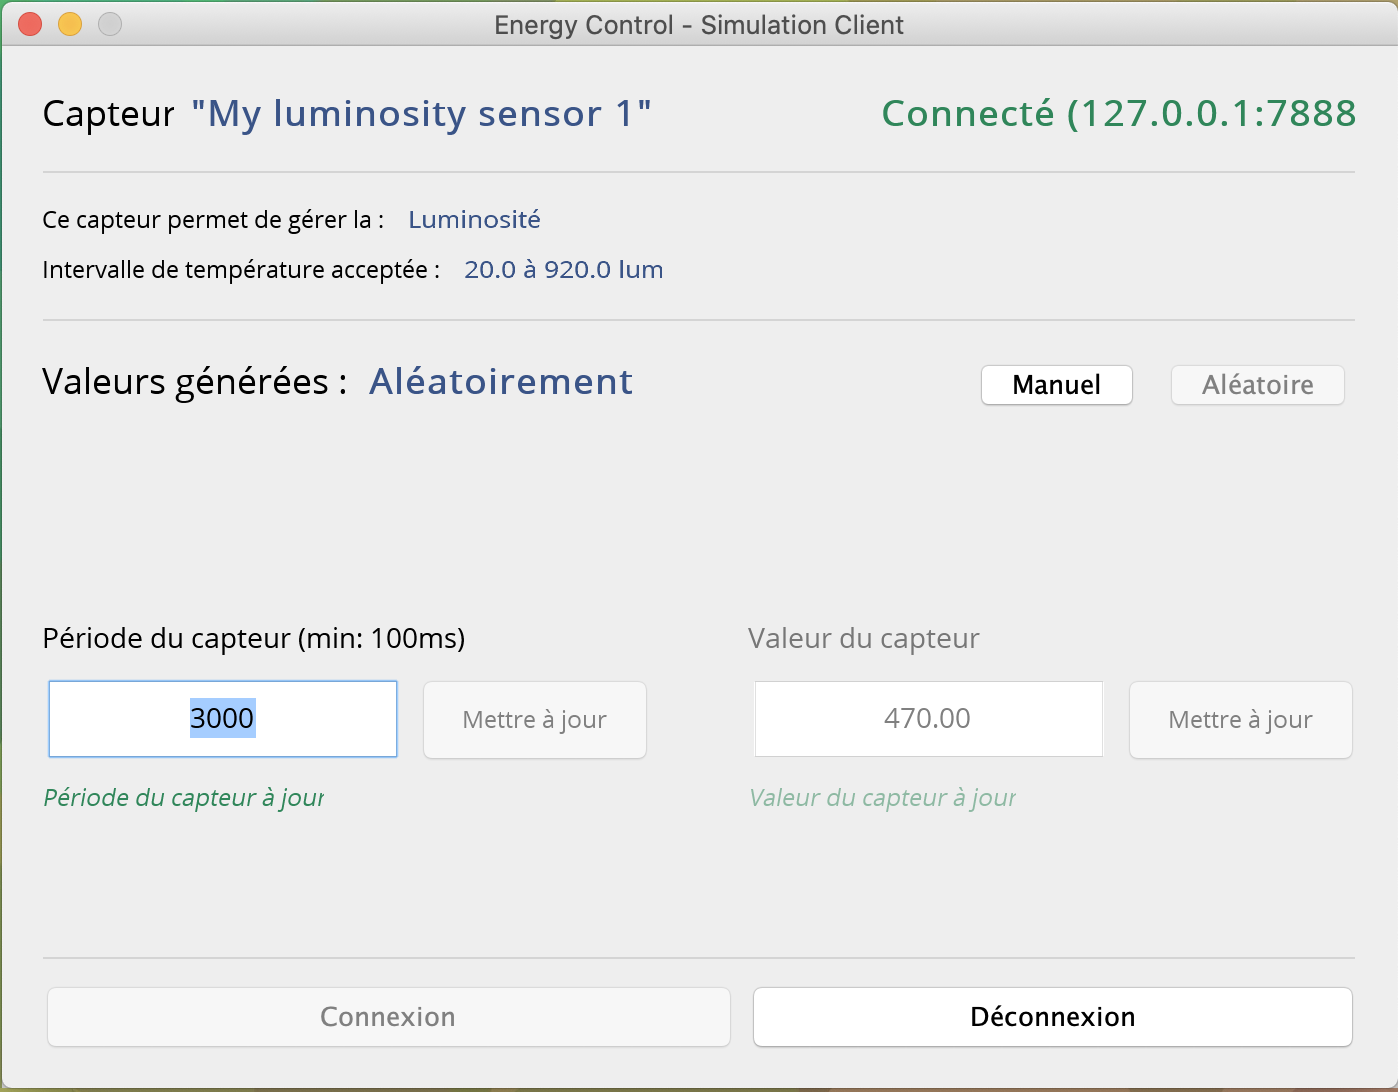 Energy Control - Simulation Client
Capteur "My luminosity sensor 1" Connecté (127.0.0.1:7888
Ce capteur permet de gérer la : Luminosité
Intervalle de température acceptée : 20.0 à 920.0 lum
Valeurs générées : Aléatoirement Manuel Aléatoire
Période du capteur (min: 100ms) Valeur du capteur
3000 Mettre à jour 470.00 Mettre à jour
Période du capteur à jour Valeur du capteur à jour
Connexion Déconnexion